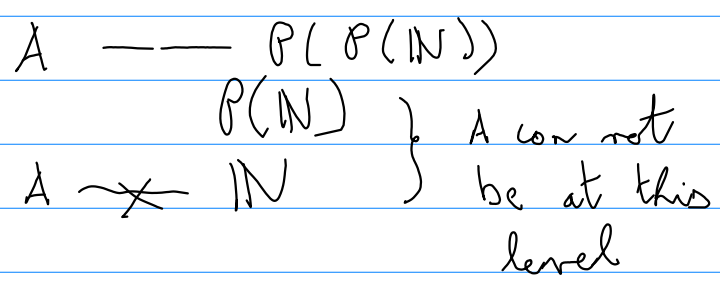 A —— P(P(ℕ))
P(ℕ) } A can not
A —×— ℕ be at this
level